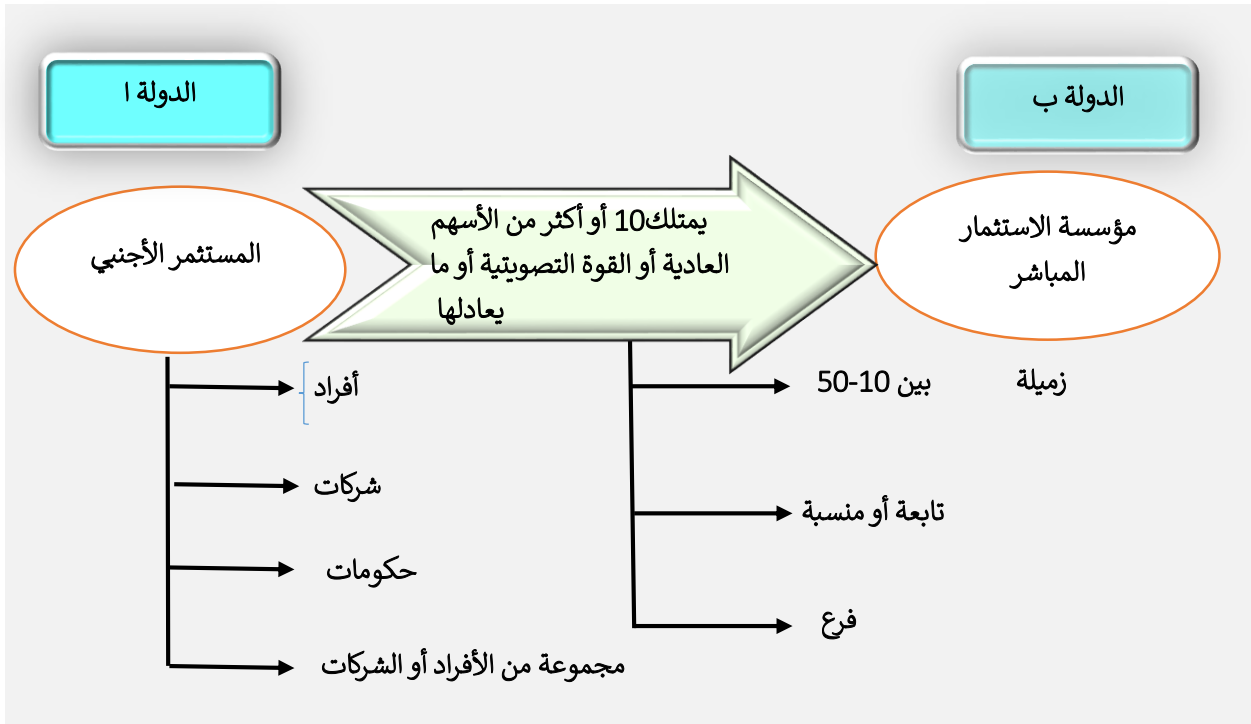 الدولة ا
الدولة ب
المستثمر الأجنبي
يمتلك10 أو أكثر من الأسهم
العادية أو القوة التصويتية أو ما
يعادلها
مؤسسة الاستثمار
المباشر
أفراد
شركات
حكومات
مجموعة من الأفراد أو الشركات
زميلة
بين 10-50
تابعة أو منسبة
فرع